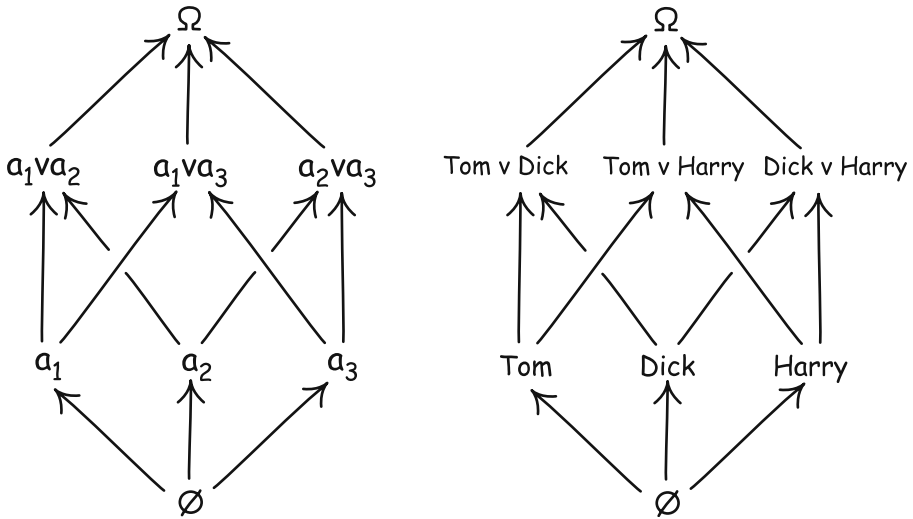 Ω Ω
a₁va₂ a₁va₃ a₂va₃ Tom v Dick Tom v Harry Dick v Harry
a₁ a₂ a₃ Tom Dick Harry
Ø Ø